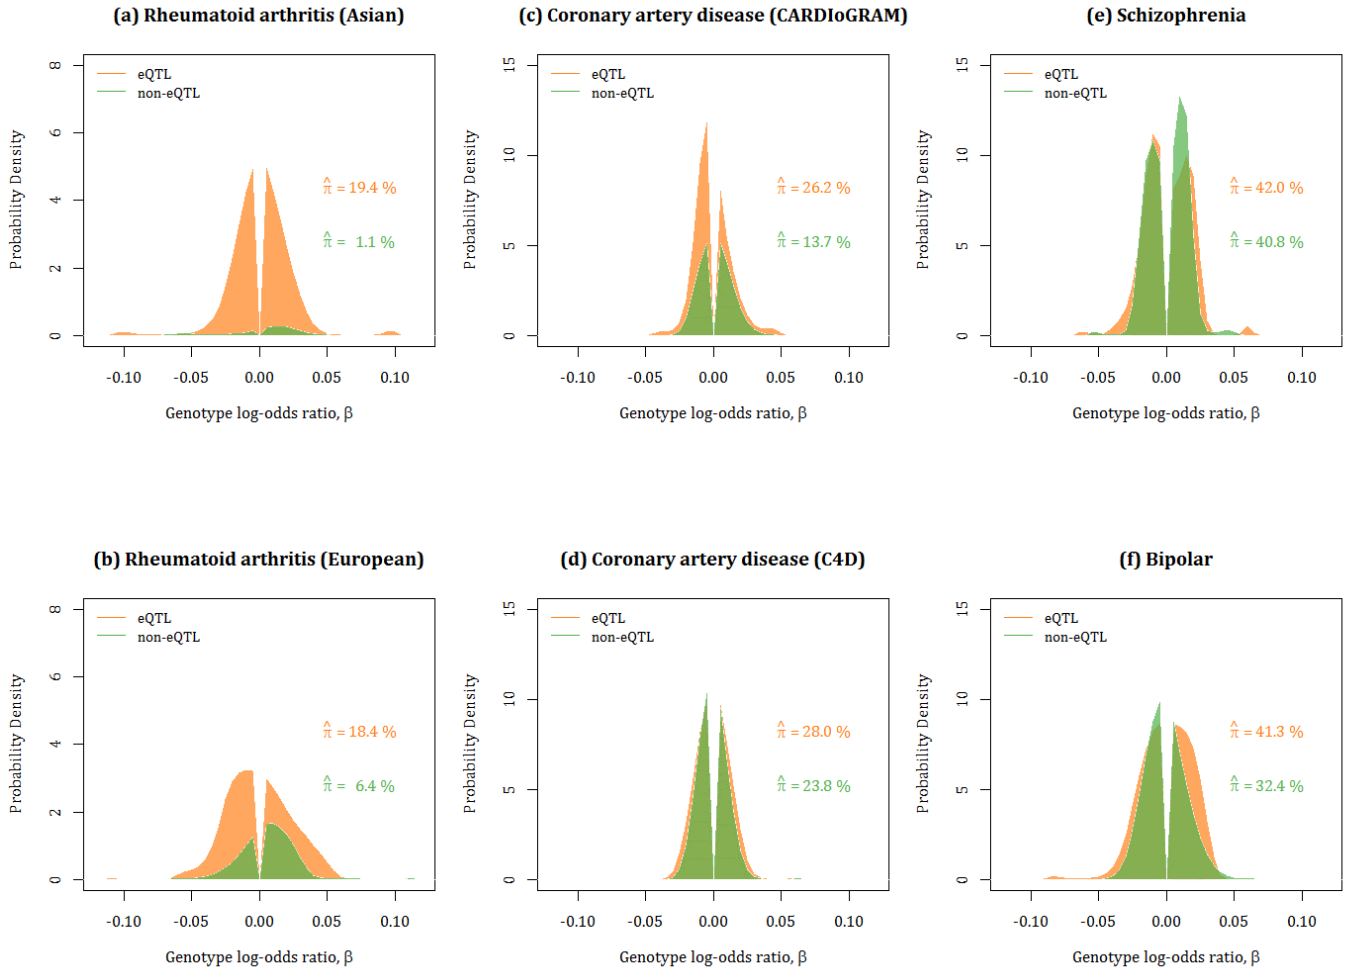 (a) Rheumatoid arthritis (Asian)
8
6
4
2
0
Probability Density
eQTL
non-eQTL
π̂ = 19.4 %
π̂ = 1.1 %
-0.10 -0.05 0.00 0.05 0.10
Genotype log-odds ratio, β
(c) Coronary artery disease (CARDIoGRAM)
15
10
5
0
Probability Density
eQTL
non-eQTL
π̂ = 26.2 %
π̂ = 13.7 %
-0.10 -0.05 0.00 0.05 0.10
Genotype log-odds ratio, β
(e) Schizophrenia
15
10
5
0
Probability Density
eQTL
non-eQTL
π̂ = 42.0 %
π̂ = 40.8 %
-0.10 -0.05 0.00 0.05 0.10
Genotype log-odds ratio, β
(b) Rheumatoid arthritis (European)
8
6
4
2
0
Probability Density
eQTL
non-eQTL
π̂ = 18.4 %
π̂ = 6.4 %
-0.10 -0.05 0.00 0.05 0.10
Genotype log-odds ratio, β
(d) Coronary artery disease (C4D)
15
10
5
0
Probability Density
eQTL
non-eQTL
π̂ = 28.0 %
π̂ = 23.8 %
-0.10 -0.05 0.00 0.05 0.10
Genotype log-odds ratio, β
(f) Bipolar
15
10
5
0
Probability Density
eQTL
non-eQTL
π̂ = 41.3 %
π̂ = 32.4 %
-0.10 -0.05 0.00 0.05 0.10
Genotype log-odds ratio, β